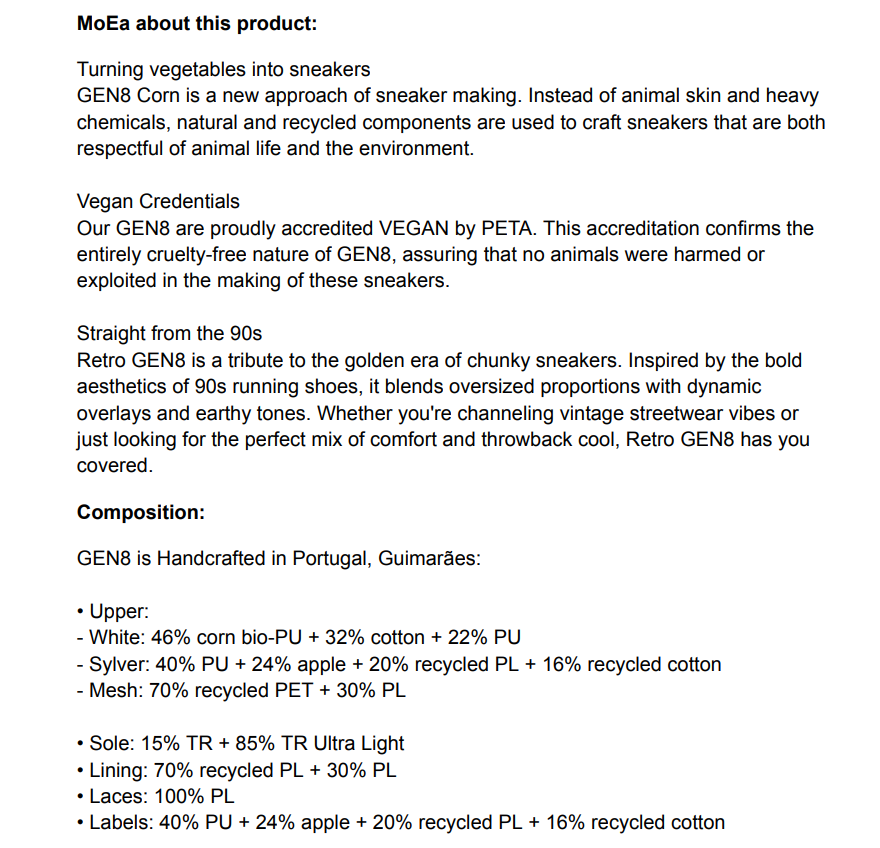 MoEa about this product:
Turning vegetables into sneakers
GEN8 Corn is a new approach of sneaker making. Instead of animal skin and heavy
chemicals, natural and recycled components are used to craft sneakers that are both
respectful of animal life and the environment.
Vegan Credentials
Our GEN8 are proudly accredited VEGAN by PETA. This accreditation confirms the
entirely cruelty-free nature of GEN8, assuring that no animals were harmed or
exploited in the making of these sneakers.
Straight from the 90s
Retro GEN8 is a tribute to the golden era of chunky sneakers. Inspired by the bold
aesthetics of 90s running shoes, it blends oversized proportions with dynamic
overlays and earthy tones. Whether you're channeling vintage streetwear vibes or
just looking for the perfect mix of comfort and throwback cool, Retro GEN8 has you
covered.
Composition:
GEN8 is Handcrafted in Portugal, Guimarães:
• Upper:
- White: 46% corn bio-PU + 32% cotton + 22% PU
- Sylver: 40% PU + 24% apple + 20% recycled PL + 16% recycled cotton
- Mesh: 70% recycled PET + 30% PL
• Sole: 15% TR + 85% TR Ultra Light
• Lining: 70% recycled PL + 30% PL
• Laces: 100% PL
• Labels: 40% PU + 24% apple + 20% recycled PL + 16% recycled cotton